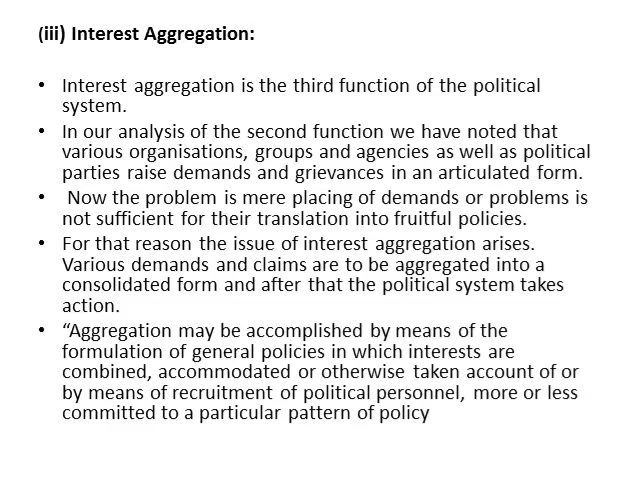 (iii) Interest Aggregation:
• Interest aggregation is the third function of the political
system.
• In our analysis of the second function we have noted that
various organisations, groups and agencies as well as political
parties raise demands and grievances in an articulated form.
• Now the problem is mere placing of demands or problems is
not sufficient for their translation into fruitful policies.
• For that reason the issue of interest aggregation arises.
Various demands and claims are to be aggregated into a
consolidated form and after that the political system takes
action.
• “Aggregation may be accomplished by means of the
formulation of general policies in which interests are
combined, accommodated or otherwise taken account of or
by means of recruitment of political personnel, more or less
committed to a particular pattern of policy